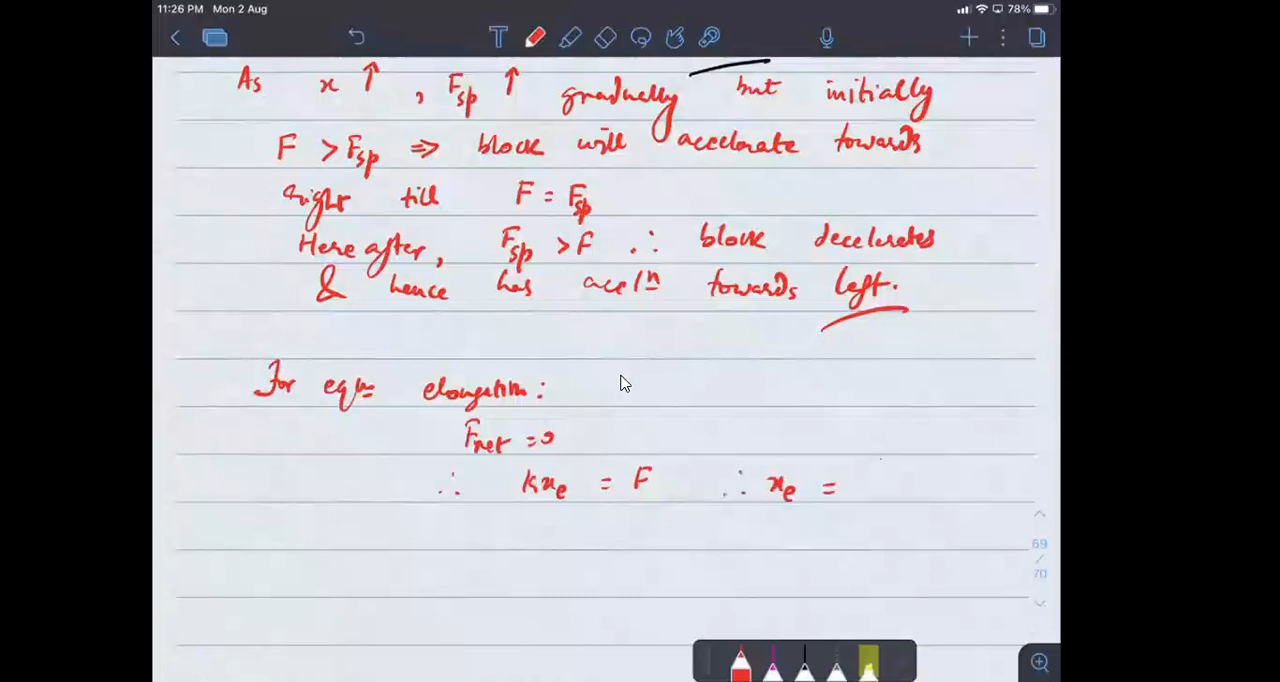 11:26 PM Mon 2 Aug 78%
As x ↑ , Fsp ↑ gradually but initially
F > Fsp ⇒ block will accelerate towards
right till F = Fsp
Here after, Fsp > F ∴ block decelerates
& hence has accln towards left.
For eqm elongation:
Fnet = 0
∴ kxe = F ∴ xe =
69
/
70